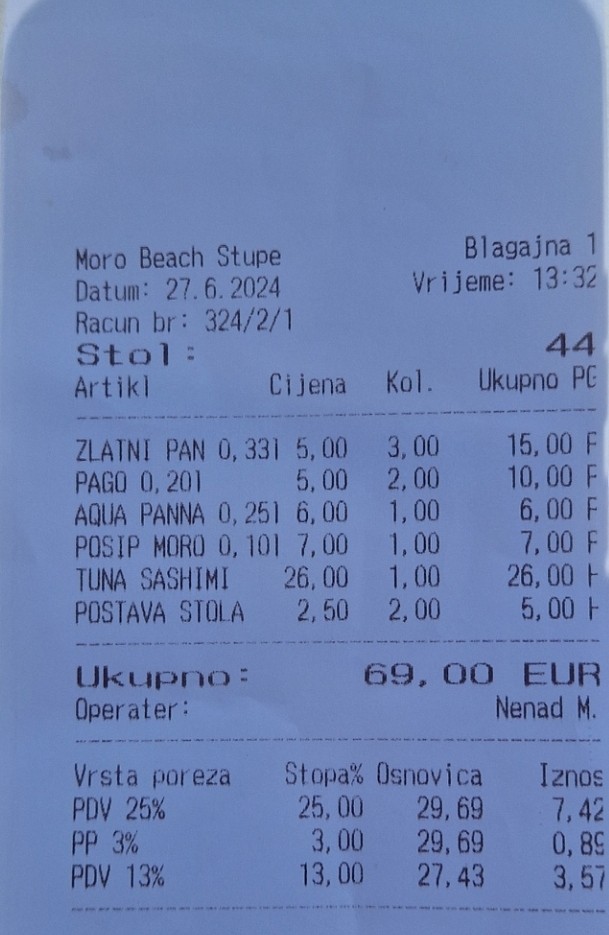 Moro Beach Stupe Blagajna 1
Datum: 27.6.2024 Vrijeme: 13:32
Racun br: 324/2/1
Stol: 44
Artikl Cijena Kol. Ukupno PG
ZLATNI PAN 0,33l 5,00 3,00 15,00 F
PAGO 0,20l 5,00 2,00 10,00 F
AQUA PANNA 0,25l 6,00 1,00 6,00 F
POSIP MORO 0,10l 7,00 1,00 7,00 F
TUNA SASHIMI 26,00 1,00 26,00
POSTAVA STOLA 2,50 2,00 5,00
Ukupno: 69,00 EUR
Operater: Nenad M.
Vrsta poreza Stopa% Osnovica Iznos
PDV 25% 25,00 29,69 7,42
PP 3% 3,00 29,69 0,89
PDV 13% 13,00 27,43 3,57